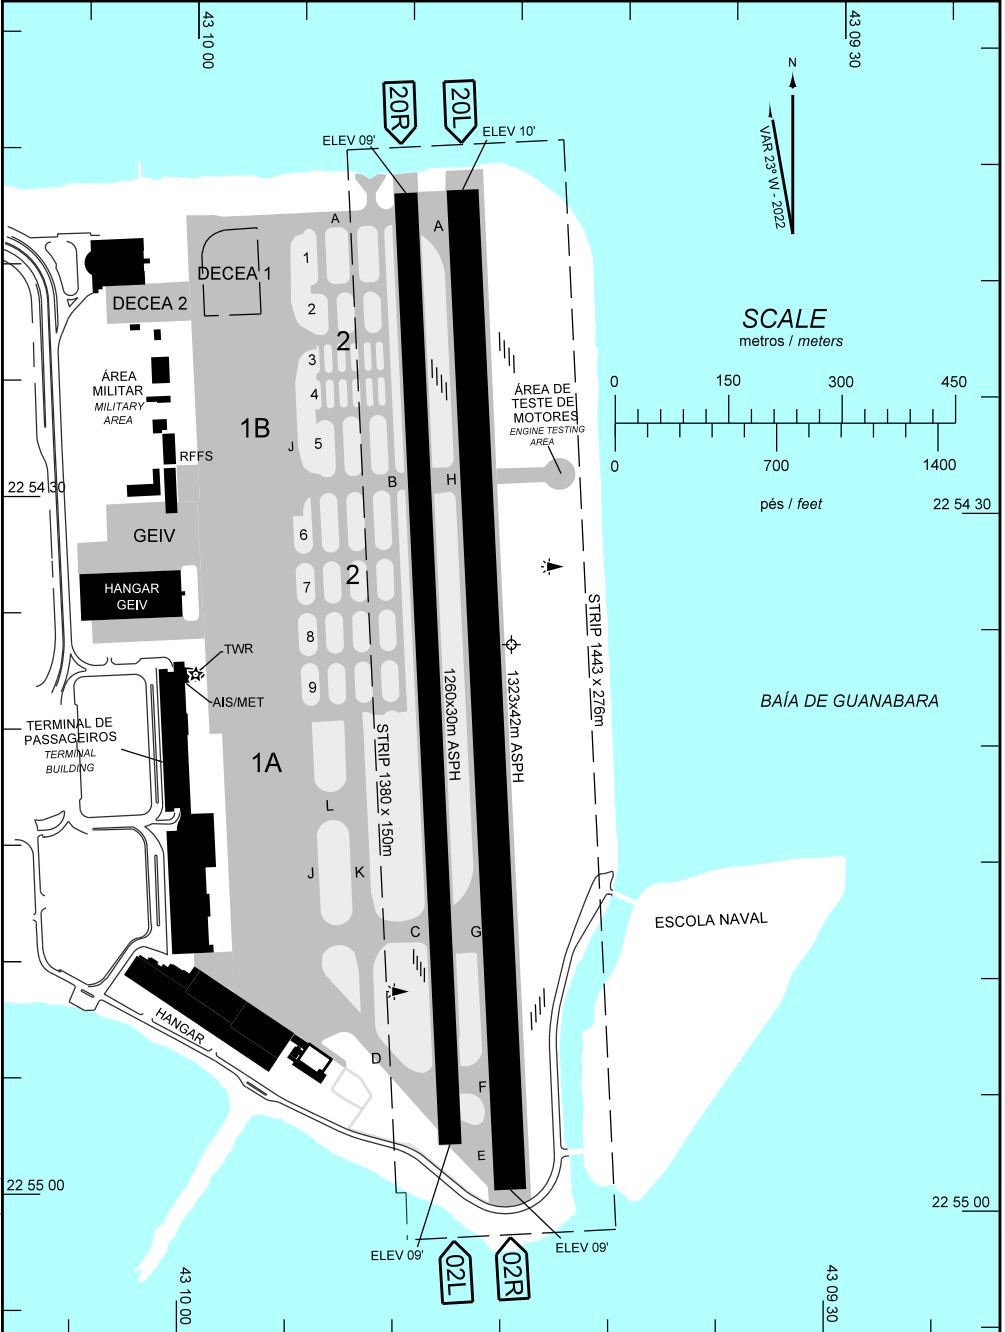 43 10 00
43 09 30
N
VAR 23° W - 2022
20R
20L
ELEV 09'
ELEV 10'
A
A
DECEA 1
DECEA 2
1
2
2
3
4
5
SCALE
metros / meters
0 150 300 450
0 700 1400
pés / feet
ÁREA
MILITAR
MILITARY
AREA
ÁREA DE
TESTE DE
MOTORES
ENGINE TESTING
AREA
1B
J
RFFS
B
H
22 54 30
22 54 30
GEIV
6
HANGAR
GEIV
7
2
8
9
STRIP 1443 x 276m
TWR
AIS/MET
1260x30m ASPH
1323x42m ASPH
BAÍA DE GUANABARA
TERMINAL DE
PASSAGEIROS
TERMINAL
BUILDING
STRIP 1380 x 150m
1A
L
J
K
C
G
ESCOLA NAVAL
HANGAR
D
F
E
22 55 00
22 55 00
ELEV 09'
ELEV 09'
02L
02R
43 10 00
43 09 30